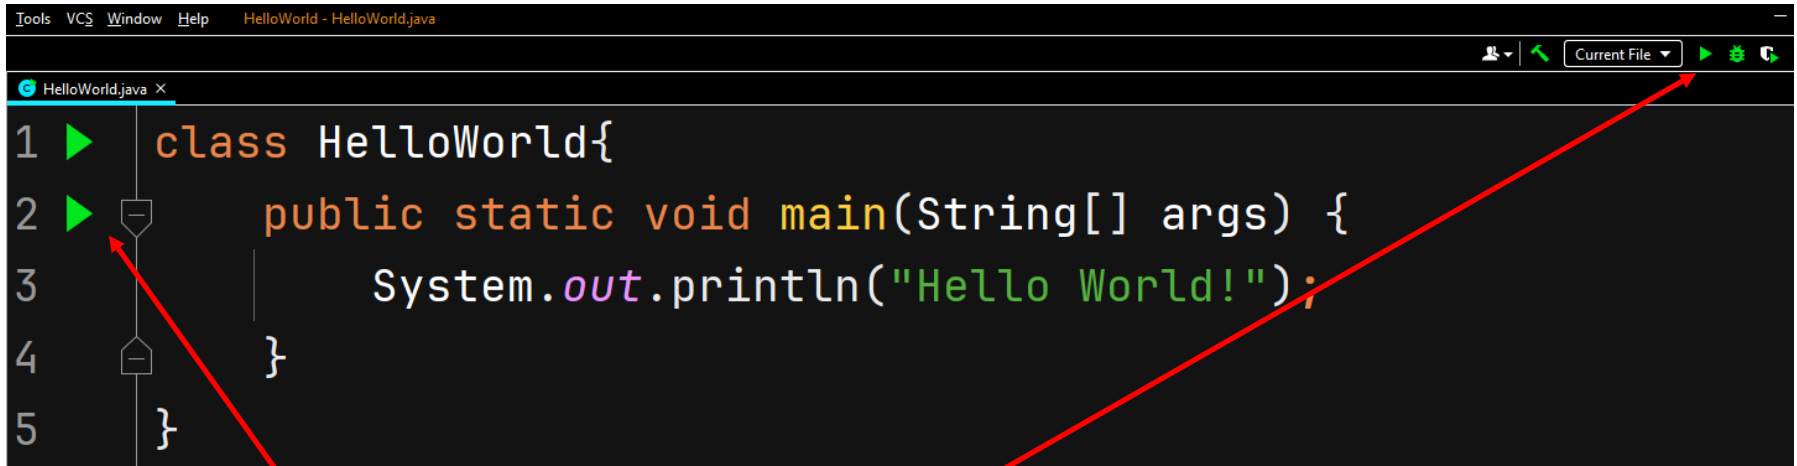 Tools VCS Window Help HelloWorld - HelloWorld.java
Current File
HelloWorld.java
1 class HelloWorld{
2 public static void main(String[] args) {
3 System.out.println("Hello World!");
4 }
5 }